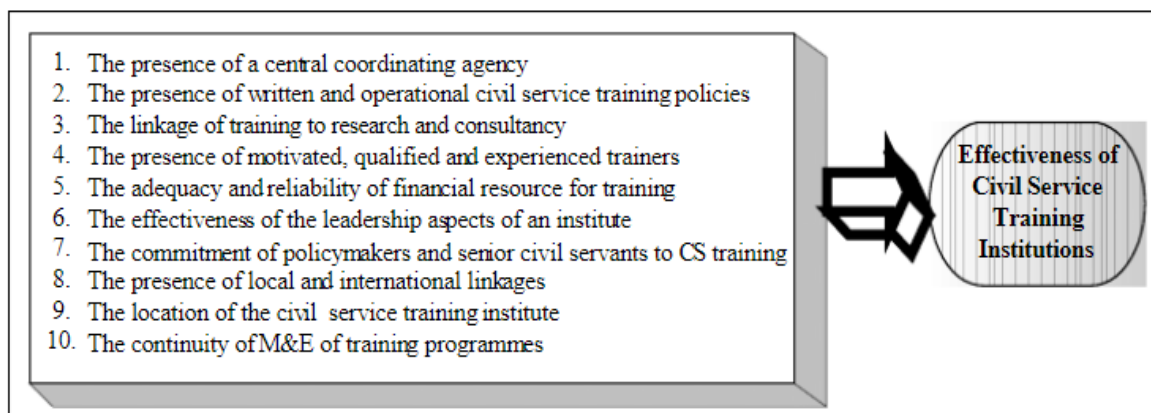 1. The presence of a central coordinating agency
2. The presence of written and operational civil service training policies
3. The linkage of training to research and consultancy
4. The presence of motivated, qualified and experienced trainers
5. The adequacy and reliability of financial resource for training
6. The effectiveness of the leadership aspects of an institute
7. The commitment of policymakers and senior civil servants to CS training
8. The presence of local and international linkages
9. The location of the civil service training institute
10. The continuity of M&E of training programmes
Effectiveness of
Civil Service
Training
Institutions